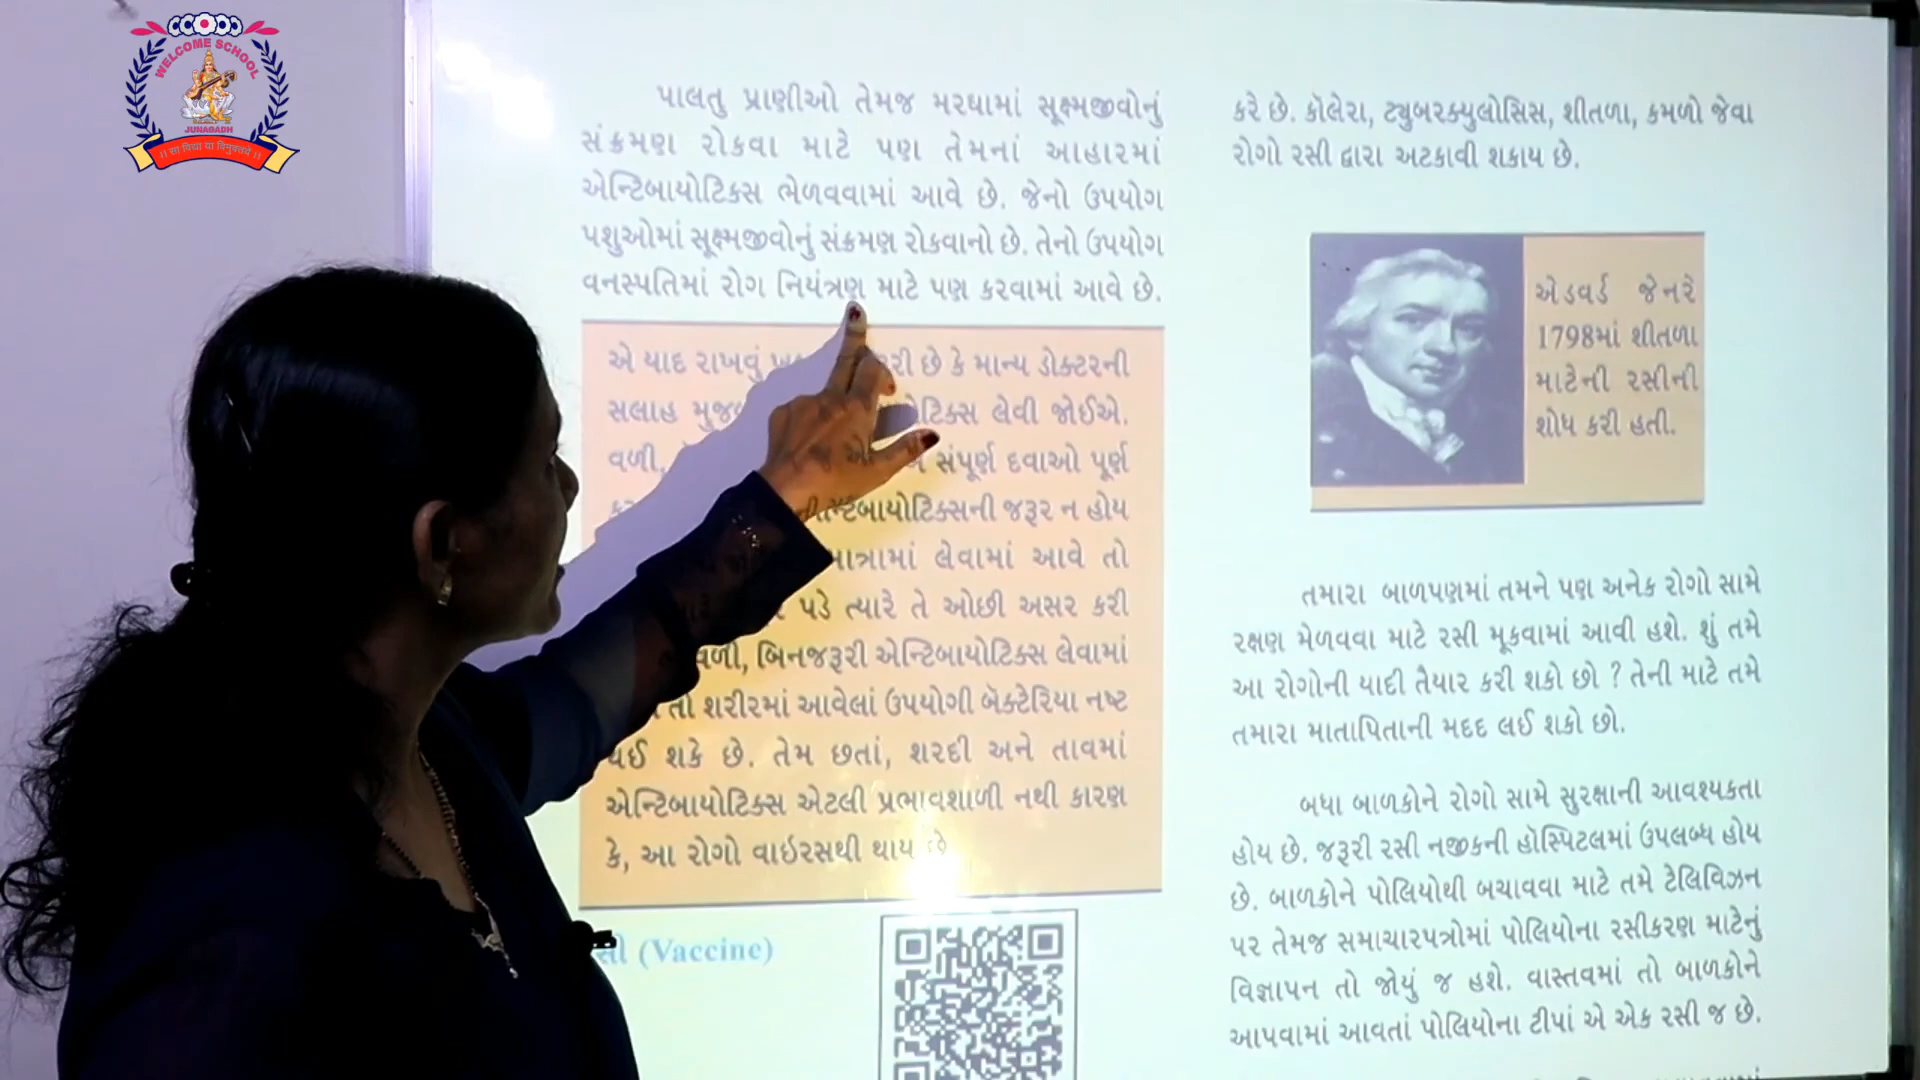 WELCOME SCHOOL
JUNAGADH
।। सा विद्या या विमुक्तये ।।
પાલતુ પ્રાણીઓ તેમજ મરઘામાં સૂક્ષ્મજીવોનું
સંક્રમણ રોકવા માટે પણ તેમનાં આહારમાં
એન્ટિબાયોટિક્સ ભેળવવામાં આવે છે. જેનો ઉપયોગ
પશુઓમાં સૂક્ષ્મજીવોનું સંક્રમણ રોકવાનો છે. તેનો ઉપયોગ
વનસ્પતિમાં રોગ નિયંત્રણ માટે પણ કરવામાં આવે છે.
એ યાદ રાખવું છે કે માન્ય ડોક્ટરની
સલાહ લેવી જોઈએ.
વળી, સંપૂર્ણ દવાઓ પૂર્ણ
જરૂર ન હોય
લેવામાં આવે તો
પડે ત્યારે તે ઓછી અસર કરી
વળી, બિનજરૂરી એન્ટિબાયોટિક્સ લેવામાં
તો શરીરમાં આવેલાં ઉપયોગી બૅક્ટેરિયા નષ્ટ
થઈ શકે છે. તેમ છતાં, શરદી અને તાવમાં
એન્ટિબાયોટિક્સ એટલી પ્રભાવશાળી નથી કારણ
કે, આ રોગો વાઇરસથી થાય છે
(Vaccine)
કરે છે. કૉલેરા, ટ્યુબરક્યુલોસિસ, શીતળા, કમળો જેવા
રોગો રસી દ્વારા અટકાવી શકાય છે.
એડવર્ડ જેનરે
1798માં શીતળા
માટેની રસીની
શોધ કરી હતી.
તમારા બાળપણમાં તમને પણ અનેક રોગો સામે
રક્ષણ મેળવવા માટે રસી મૂકવામાં આવી હશે. શું તમે
આ રોગોની યાદી તૈયાર કરી શકો છો ? તેની માટે તમે
તમારા માતાપિતાની મદદ લઈ શકો છો.
બધા બાળકોને રોગો સામે સુરક્ષાની આવશ્યકતા
હોય છે. જરૂરી રસી નજીકની હૉસ્પિટલમાં ઉપલબ્ધ હોય
છે. બાળકોને પોલિયોથી બચાવવા માટે તમે ટેલિવિઝન
પર તેમજ સમાચારપત્રોમાં પોલિયોના રસીકરણ માટેનું
વિજ્ઞાપન તો જોયું જ હશે. વાસ્તવમાં તો બાળકોને
આપવામાં આવતાં પોલિયોના ટીપાં એ એક રસી જ છે.